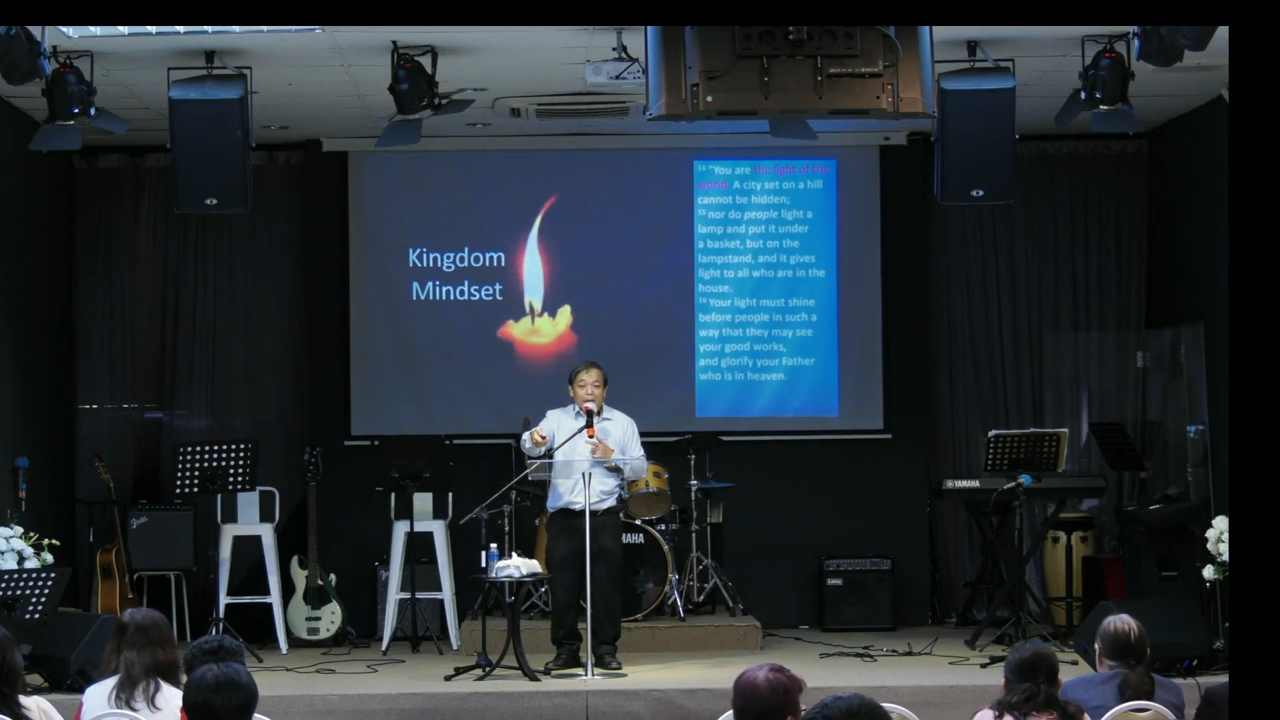 Kingdom
Mindset
14 "You are the light of the
world. A city set on a hill
cannot be hidden;
15 nor do people light a
lamp and put it under
a basket, but on the
lampstand, and it gives
light to all who are in the
house.
16 Your light must shine
before people in such a
way that they may see
your good works,
and glorify your Father
who is in heaven.
YAMAHA
Fender
AMAHA
Laney